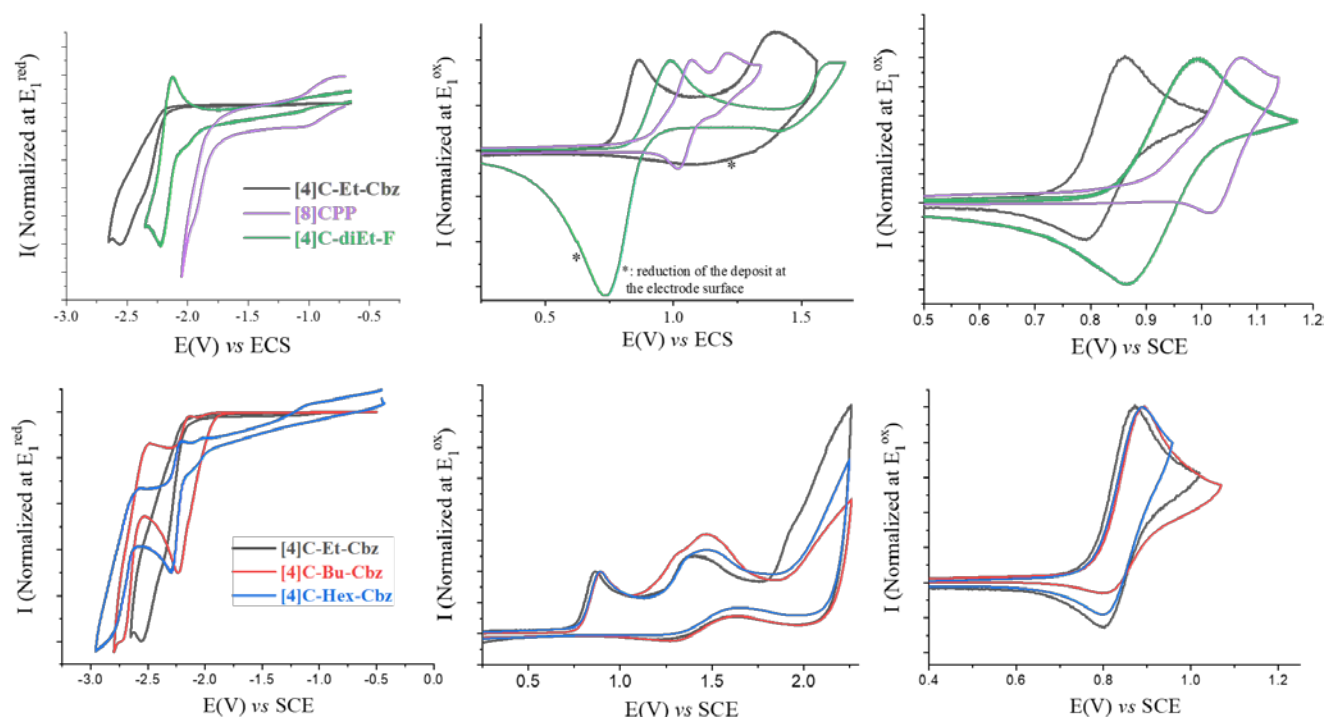 I( Normalized at E₁ʳᵉᵈ)
[4]C-Et-Cbz
[8]CPP
[4]C-diEt-F
-3.0 -2.5 -2.0 -1.5 -1.0 -0.5
E(V) vs ECS
I (Normalized at E₁ᵒˣ)
*
*
*: reduction of the deposit at
the electrode surface
0.5 1.0 1.5
E(V) vs ECS
I (Normalized at E₁ᵒˣ)
0.5 0.6 0.7 0.8 0.9 1.0 1.1 1.2
E(V) vs SCE
I (Normalized at E₁ʳᵉᵈ)
[4]C-Et-Cbz
[4]C-Bu-Cbz
[4]C-Hex-Cbz
-3.0 -2.5 -2.0 -1.5 -1.0 -0.5 0.0
E(V) vs SCE
I (Normalized at E₁ᵒˣ)
0.5 1.0 1.5 2.0
E(V) vs SCE
I (Normalized at E₁ᵒˣ)
0.4 0.6 0.8 1.0 1.2
E(V) vs SCE